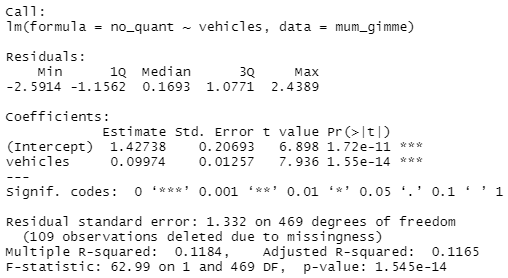 Call:
lm(formula = no_quant ~ vehicles, data = mum_gimme)
Residuals:
Min 1Q Median 3Q Max
-2.5914 -1.1562 0.1693 1.0771 2.4389
Coefficients:
Estimate Std. Error t value Pr(>|t|)
(Intercept) 1.42738 0.20693 6.898 1.72e-11 ***
vehicles 0.09974 0.01257 7.936 1.55e-14 ***
---
Signif. codes: 0 ‘***’ 0.001 ‘**’ 0.01 ‘*’ 0.05 ‘.’ 0.1 ‘ ’ 1
Residual standard error: 1.332 on 469 degrees of freedom
(109 observations deleted due to missingness)
Multiple R-squared: 0.1184, Adjusted R-squared: 0.1165
F-statistic: 62.99 on 1 and 469 DF, p-value: 1.545e-14